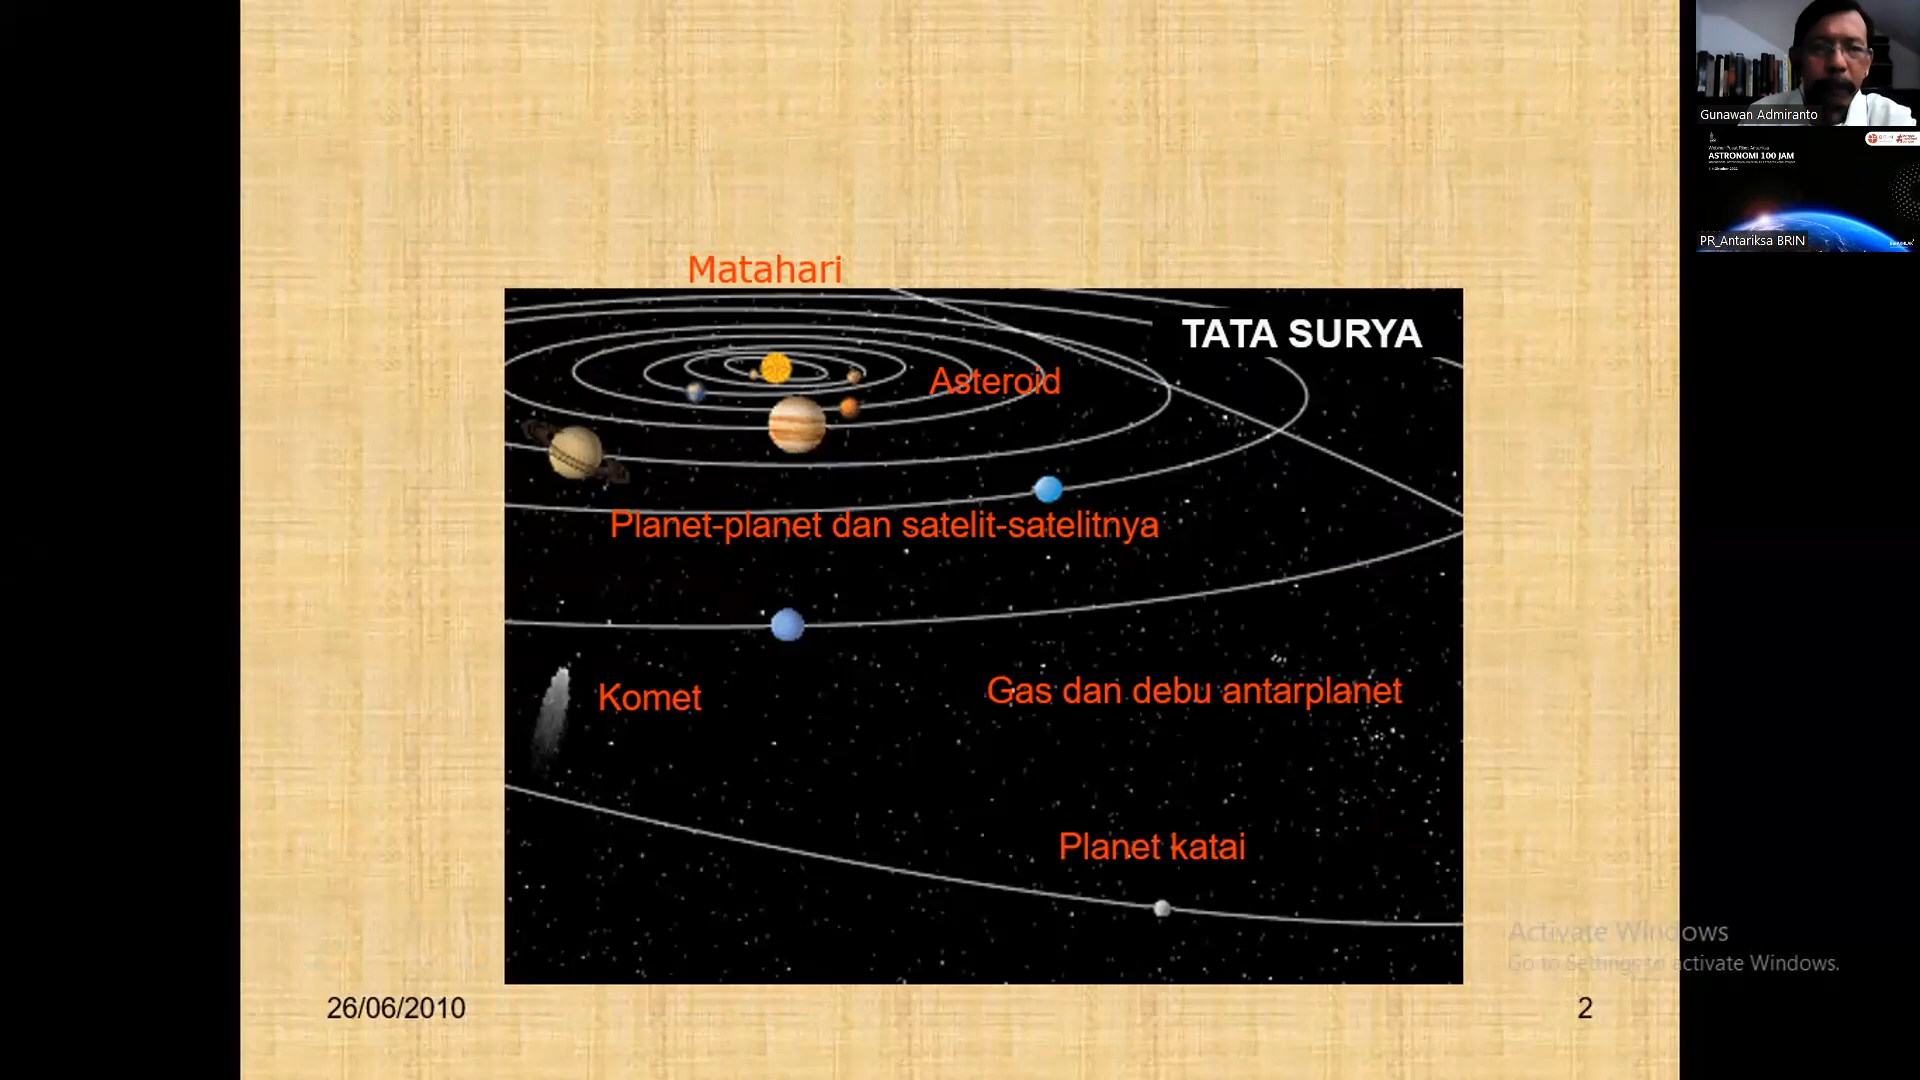 Matahari
TATA SURYA
Asteroid
Planet-planet dan satelit-satelitnya
Komet
Gas dan debu antarplanet
Planet katai
26/06/2010
2
Gunawan Admiranto
ASTRONOMI 100 JAM
PR_Antariksa BRIN
Activate Windows
Go to Settings to activate Windows.